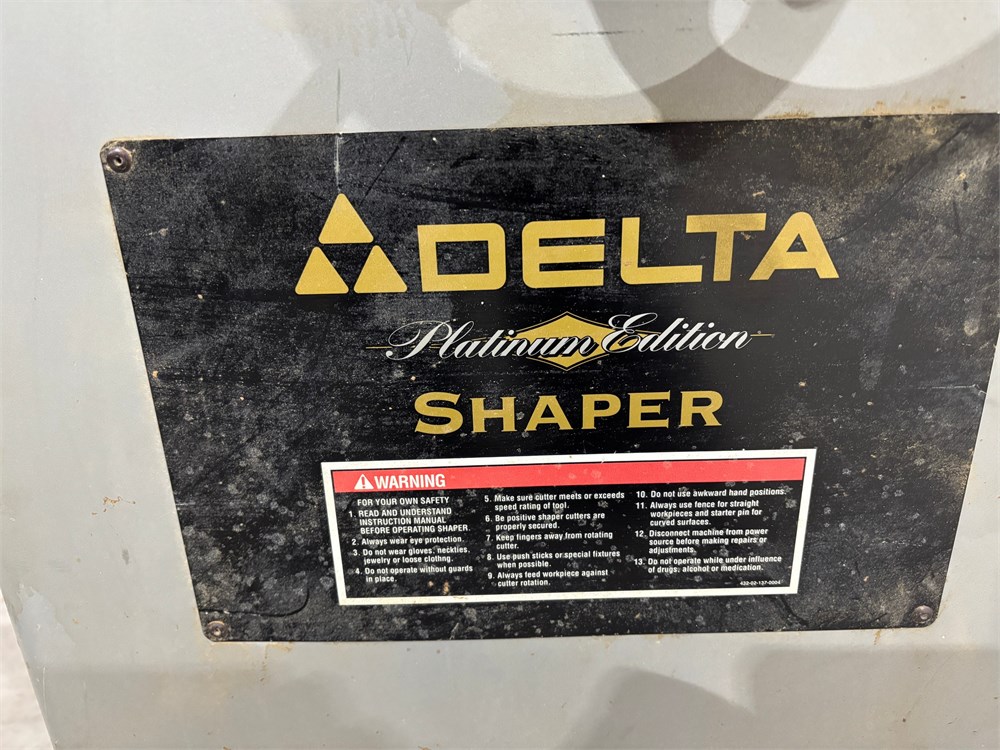 DELTA
Platinum Edition
SHAPER
WARNING
FOR YOUR OWN SAFETY
1. READ AND UNDERSTAND
INSTRUCTION MANUAL
BEFORE OPERATING SHAPER.
2. Always wear eye protection.
3. Do not wear gloves, neckties,
jewelry or loose clothng.
4. Do not operate without guards
in place.
5. Make sure cutter meets or exceeds
speed rating of tool.
6. Be positive shaper cutters are
properly secured.
7. Keep fingers away from rotating
cutter.
8. Use push sticks or special fixtures
when possible.
9. Always feed workpiece against
cutter rotation.
10. Do not use awkward hand positions.
11. Always use fence for straight
workpieces and starter pin for
curved surfaces.
12. Disconnect machine from power
source before making repairs or
adjustments.
13. Do not operate while under influence
of drugs, alcohol or medication.
432-02-137-0004